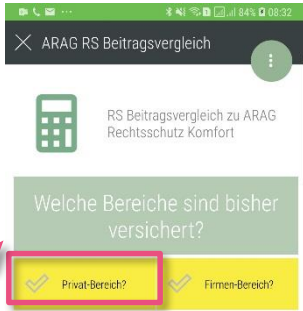 84% 08:32
ARAG RS Beitragsvergleich
RS Beitragsvergleich zu ARAG
Rechtsschutz Komfort
Welche Bereiche sind bisher
versichert?
Privat-Bereich? Firmen-Bereich?